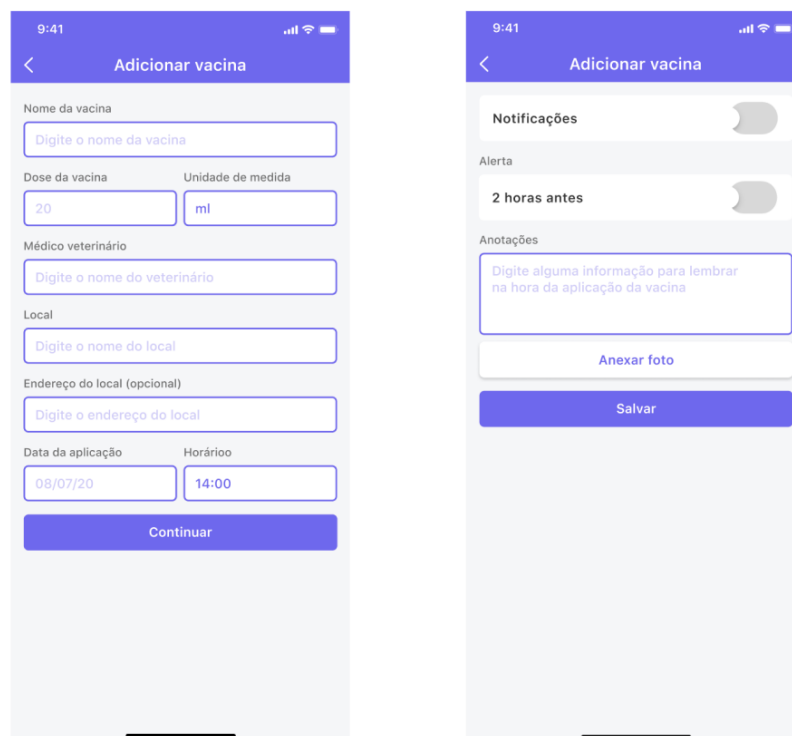 9:41
Adicionar vacina
Nome da vacina
Digite o nome da vacina
Dose da vacina
Unidade de medida
20
ml
Médico veterinário
Digite o nome do veterinário
Local
Digite o nome do local
Endereço do local (opcional)
Digite o endereço do local
Data da aplicação
Horárioo
08/07/20
14:00
Continuar
9:41
Adicionar vacina
Notificações
Alerta
2 horas antes
Anotações
Digite alguma informação para lembrar
na hora da aplicação da vacina
Anexar foto
Salvar